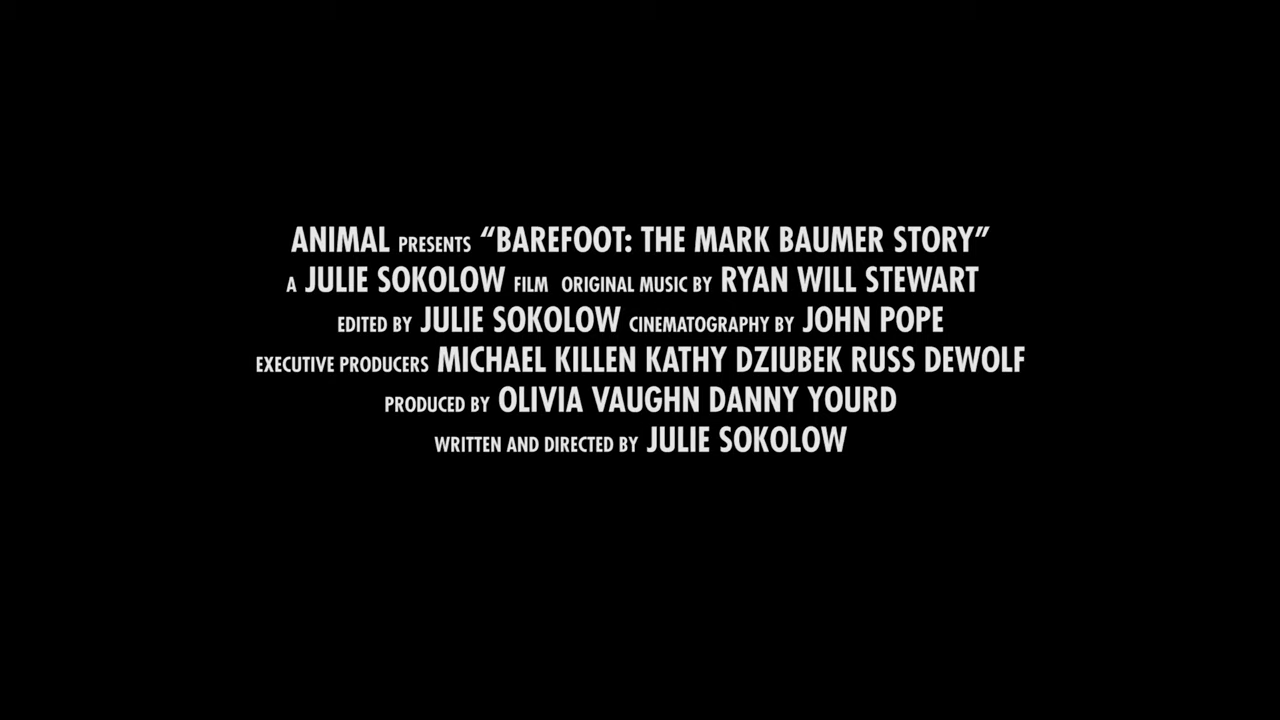 ANIMAL PRESENTS “BAREFOOT: THE MARK BAUMER STORY”
A JULIE SOKOLOW FILM ORIGINAL MUSIC BY RYAN WILL STEWART
EDITED BY JULIE SOKOLOW CINEMATOGRAPHY BY JOHN POPE
EXECUTIVE PRODUCERS MICHAEL KILLEN KATHY DZIUBEK RUSS DEWOLF
PRODUCED BY OLIVIA VAUGHN DANNY YOURD
WRITTEN AND DIRECTED BY JULIE SOKOLOW